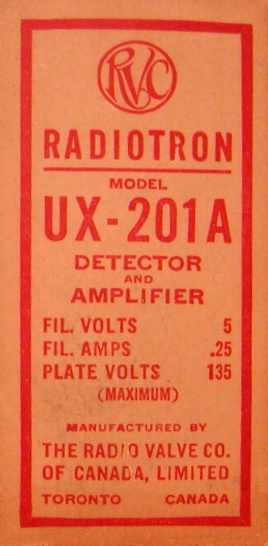 RVC
RADIOTRON
MODEL
UX-201A
DETECTOR
AND
AMPLIFIER
FIL. VOLTS 5
FIL. AMPS .25
PLATE VOLTS 135
(MAXIMUM)
MANUFACTURED BY
THE RADIO VALVE CO.
OF CANADA, LIMITED
TORONTO CANADA